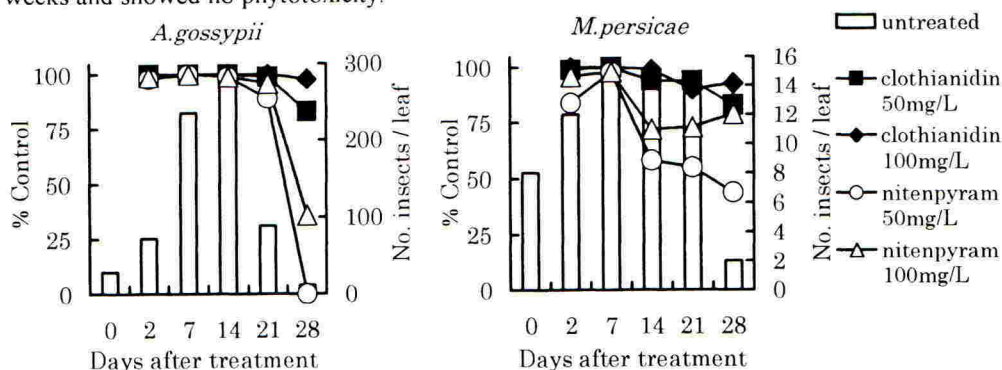 weeks and showed no phytotoxicity.
A.gossypii
M.persicae
% Control
100
75
50
25
0
300
200
100
0
No. insects / leaf
0 2 7 14 21 28
Days after treatment
% Control
100
75
50
25
0
16
14
12
10
8
6
4
2
0
No. insects / leaf
0 2 7 14 21 28
Days after treatment
untreated
clothianidin
50mg/L
clothianidin
100mg/L
nitenpyram
50mg/L
nitenpyram
100mg/L